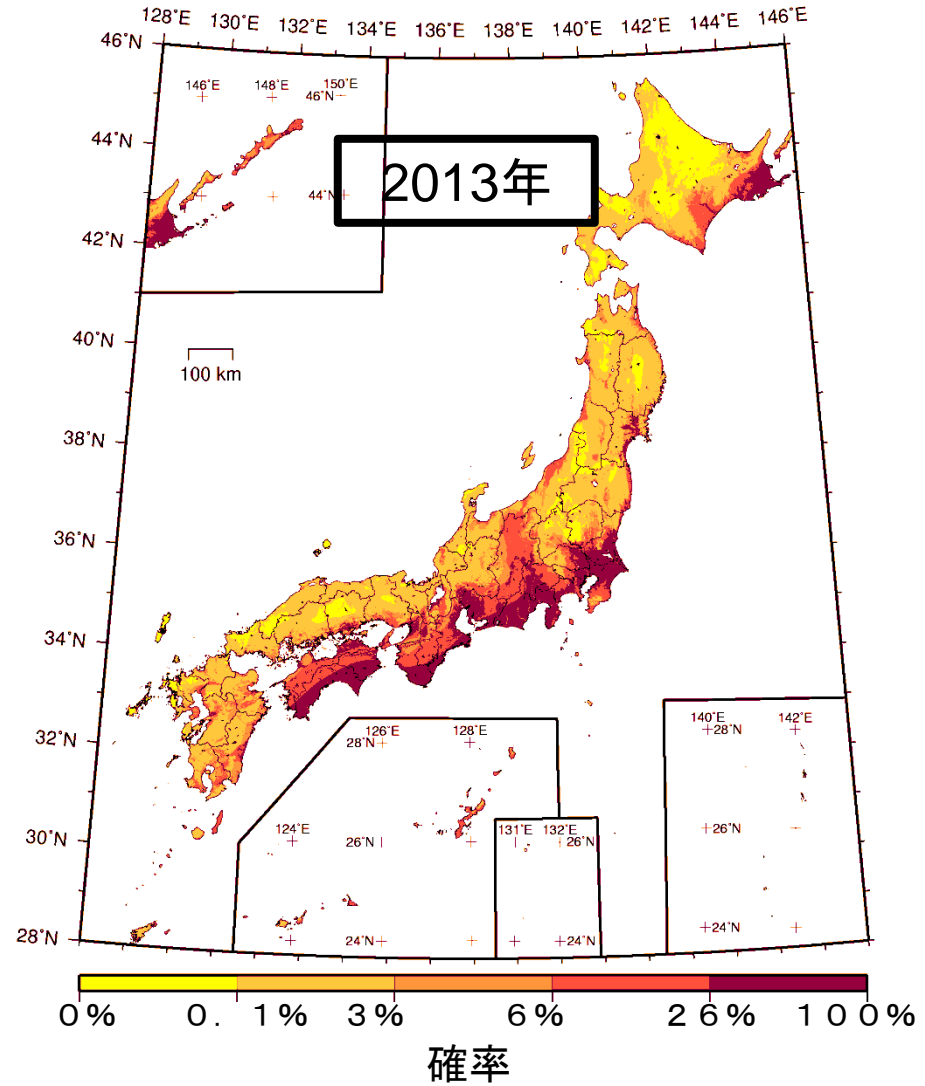 128°E 130°E 132°E 134°E 136°E 138°E 140°E 142°E 144°E 146°E
46°N
146°E 148°E 150°E
46°N
44°N
2013年
44°N
42°N
40°N
100 km
38°N
36°N
34°N
32°N
126°E 128°E
28°N
140°E 142°E
28°N
124°E
26°N
131°E 132°E
26°N
26°N
30°N
24°N
24°N
24°N
28°N
0% 0.1% 3% 6% 26% 100%
確率